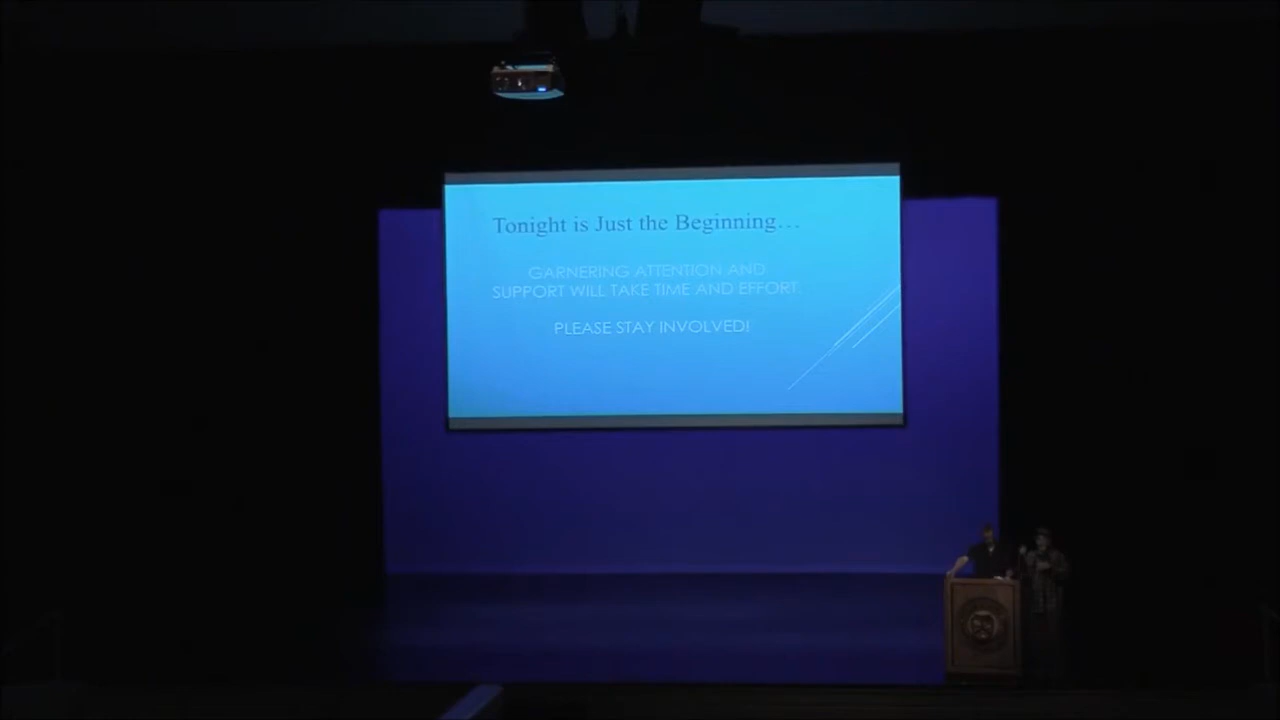 Tonight is Just the Beginning…
GARNERING ATTENTION AND
SUPPORT WILL TAKE TIME AND EFFORT.
PLEASE STAY INVOLVED!